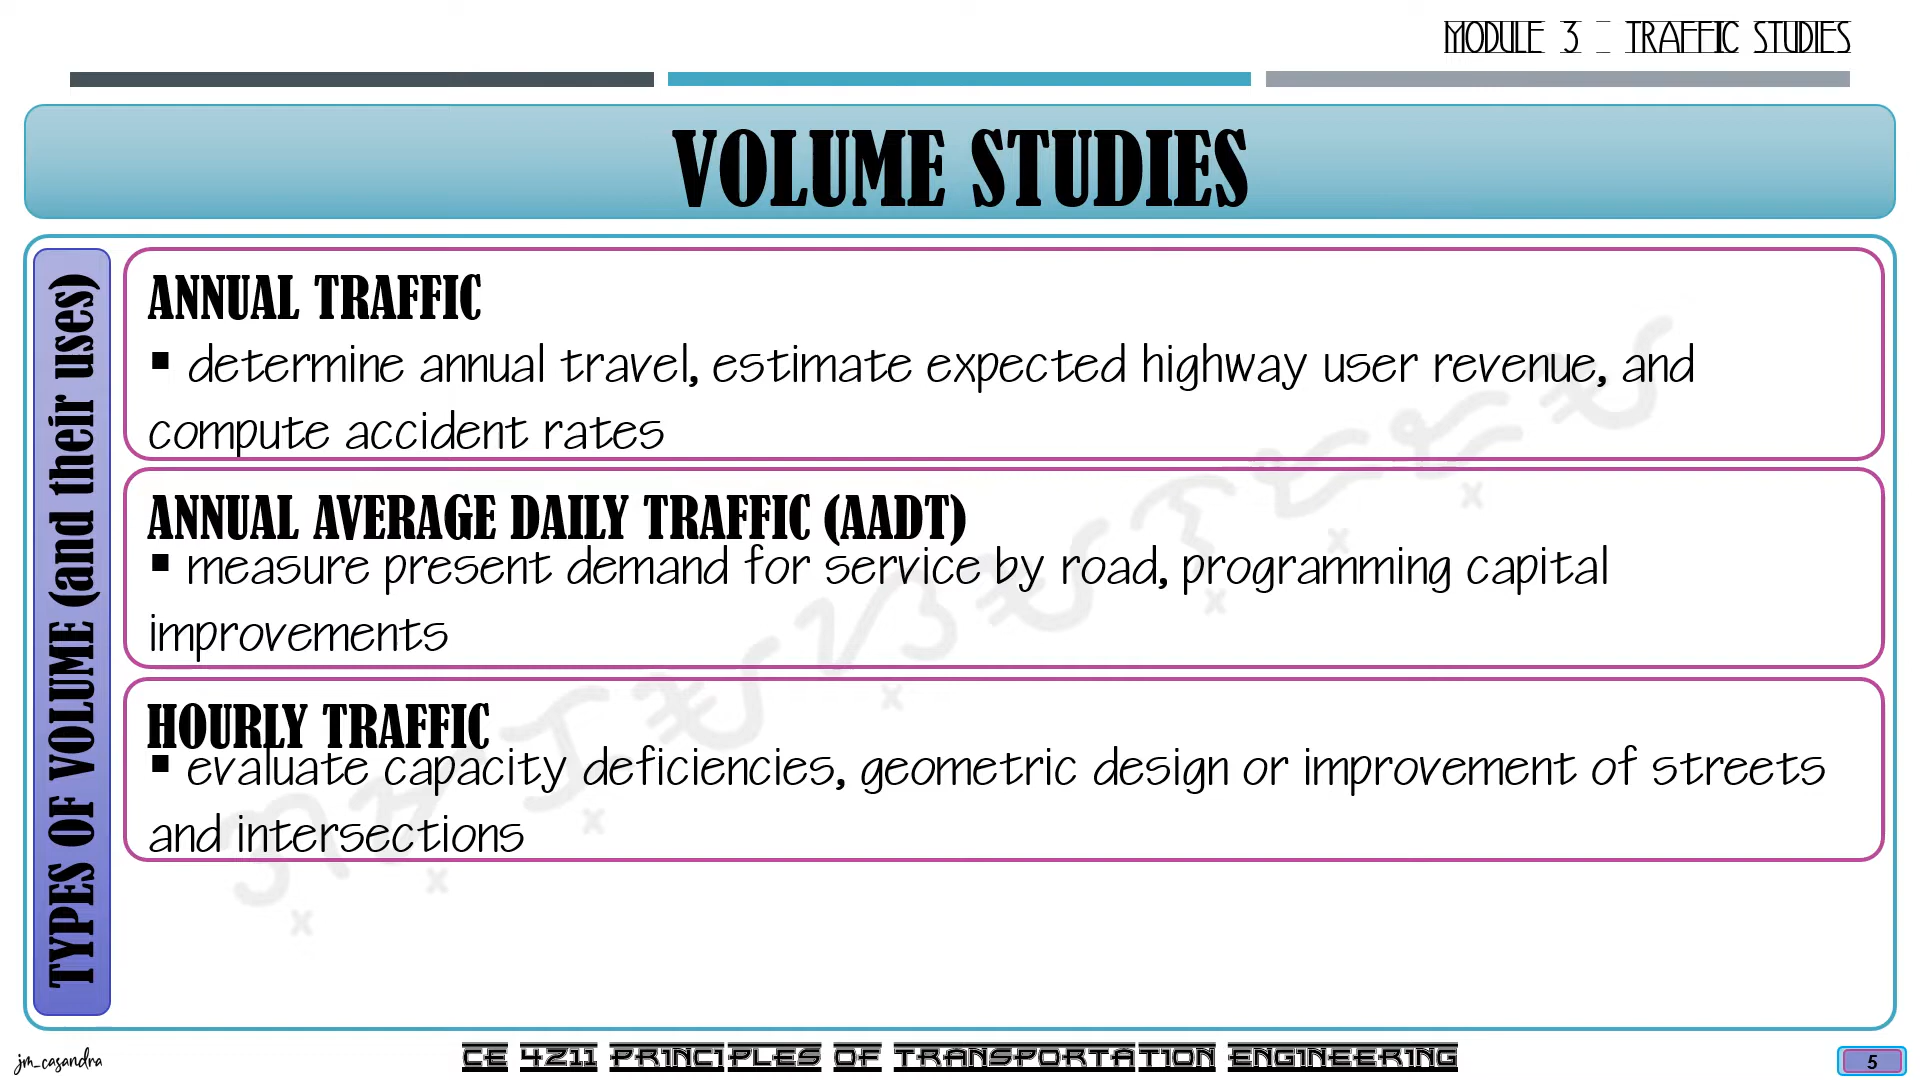 MODULE 3 – TRAFFIC STUDIES
VOLUME STUDIES
TYPES OF VOLUME (and their uses)
ANNUAL TRAFFIC
▪ determine annual travel, estimate expected highway user revenue, and
compute accident rates
ANNUAL AVERAGE DAILY TRAFFIC (AADT)
▪ measure present demand for service by road, programming capital
improvements
HOURLY TRAFFIC
▪ evaluate capacity deficiencies, geometric design or improvement of streets
and intersections
jm_casandra
CE 4211 PRINCIPLES OF TRANSPORTATION ENGINEERING
5